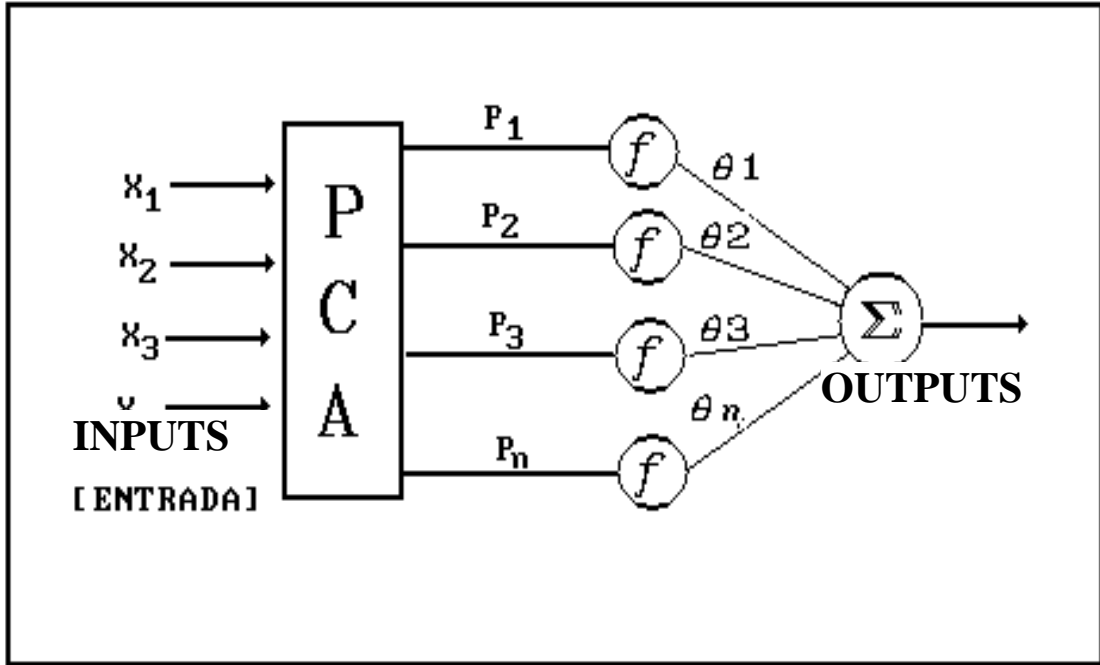 X₁
X₂
X₃
INPUTS
[ENTRADA]
P
C
A
P₁
P₂
P₃
Pₙ
f
f
f
f
θ1
θ2
θ3
θn
Σ
OUTPUTS